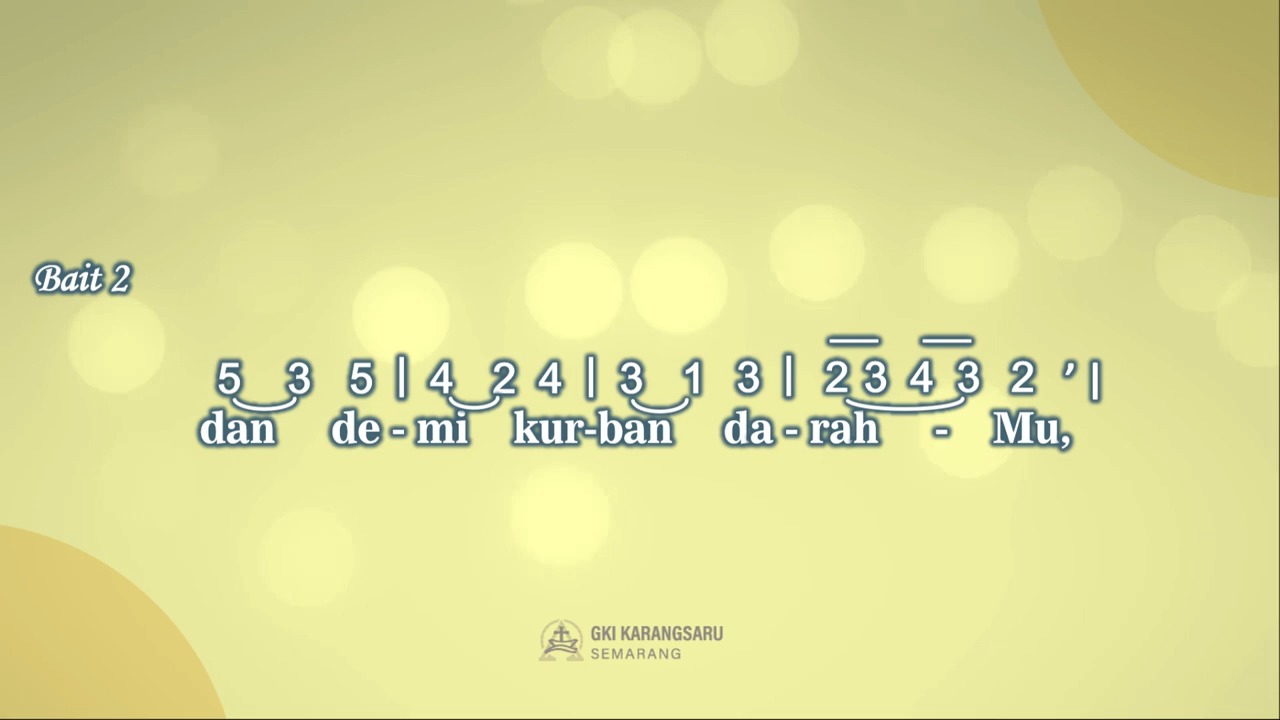 Bait 2
5 3 5 | 4 2 4 | 3 1 3 | 2 3 4 3 2 ’ |
dan de - mi kur-ban da - rah - Mu,
GKI KARANGSARU
SEMARANG